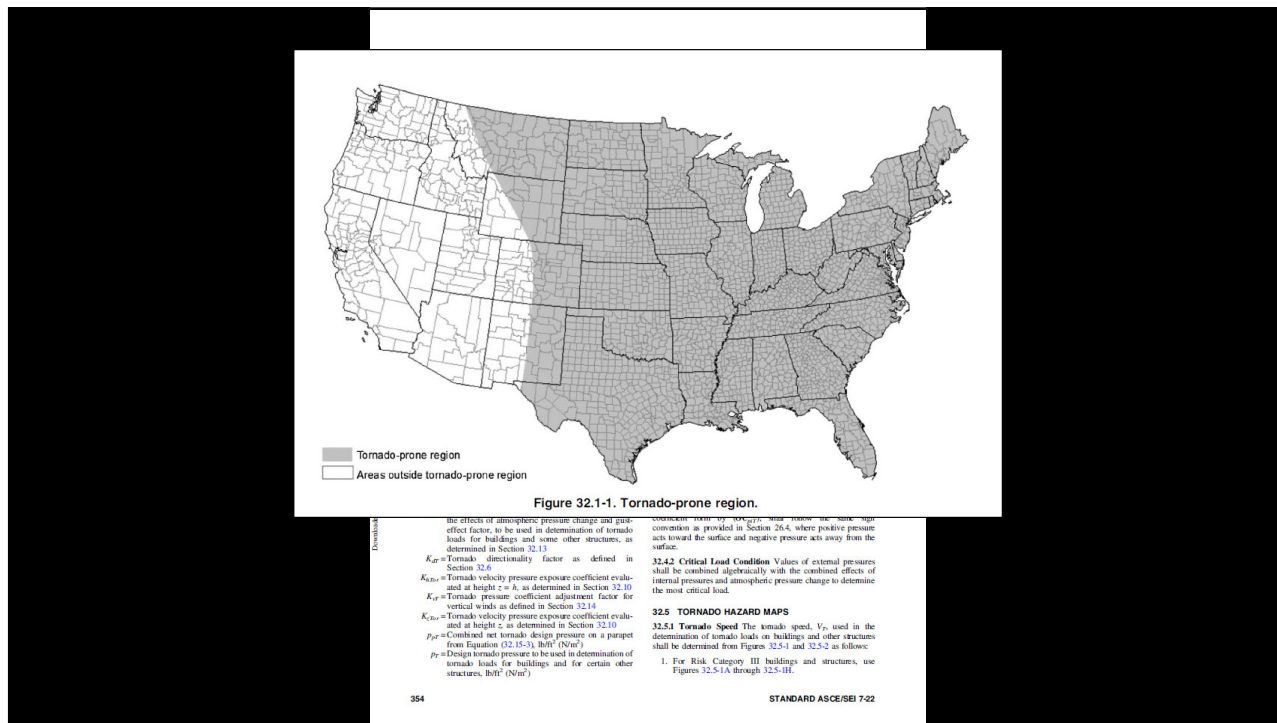 Tornado-prone region
Areas outside tornado-prone region
Figure 32.1-1. Tornado-prone region.
Downloade
the effects of atmospheric pressure change and gust-
effect factor, to be used in determination of tornado
loads for buildings and some other structures, as
determined in Section 32.13
K_dT = Tornado directionality factor as defined in
Section 32.6
K_hTor = Tornado velocity pressure exposure coefficient evalu-
ated at height z = h, as determined in Section 32.10
K_vT = Tornado pressure coefficient adjustment factor for
vertical winds as defined in Section 32.14
K_zTor = Tornado velocity pressure exposure coefficient evalu-
ated at height z, as determined in Section 32.10
p_pT = Combined net tornado design pressure on a parapet
from Equation (32.15-3), lb/ft² (N/m²)
p_T = Design tornado pressure to be used in determination of
tornado loads for buildings and for certain other
structures, lb/ft² (N/m²)
convention as provided in Section 26.4, where positive pressure
acts toward the surface and negative pressure acts away from the
surface.
32.4.2 Critical Load Condition Values of external pressures
shall be combined algebraically with the combined effects of
internal pressures and atmospheric pressure change to determine
the most critical load.
32.5 TORNADO HAZARD MAPS
32.5.1 Tornado Speed The tornado speed, V_T, used in the
determination of tornado loads on buildings and other structures
shall be determined from Figures 32.5-1 and 32.5-2 as follows:
1. For Risk Category III buildings and structures, use
Figures 32.5-1A through 32.5-1H.
354
STANDARD ASCE/SEI 7-22